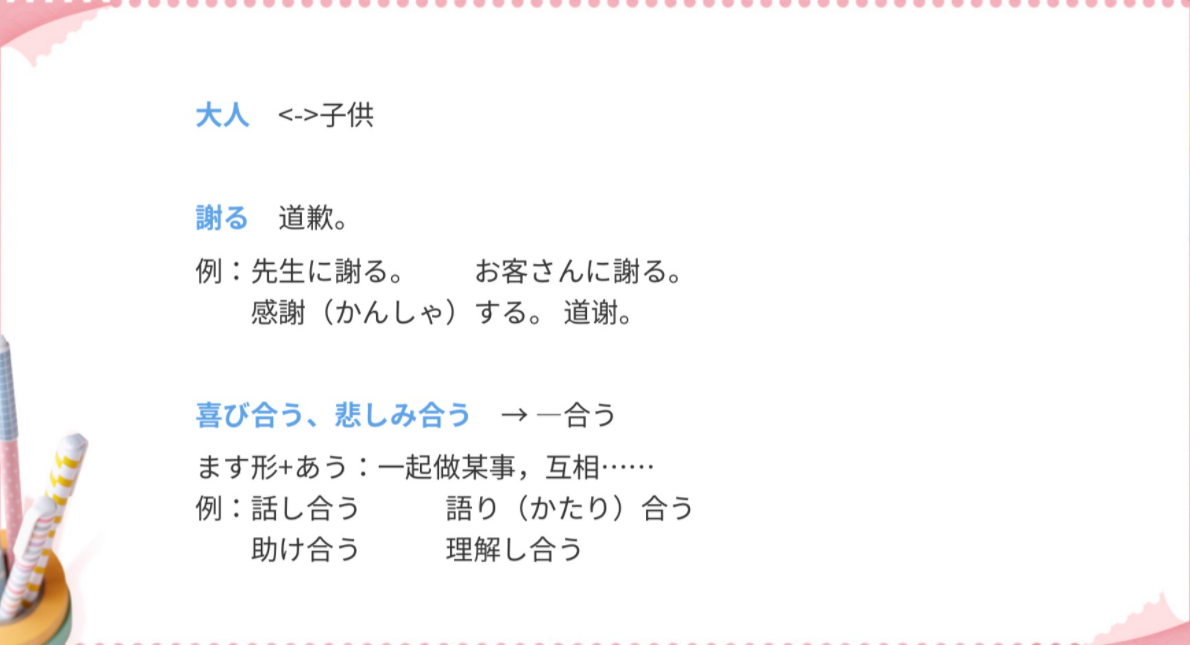 大人　<->子供
謝る　道歉。
例：先生に謝る。　　お客さんに謝る。
感謝（かんしゃ）する。 道谢。
喜び合う、悲しみ合う　→ ―合う
ます形+あう：一起做某事，互相……
例：話し合う　　　語り（かたり）合う
助け合う　　　理解し合う